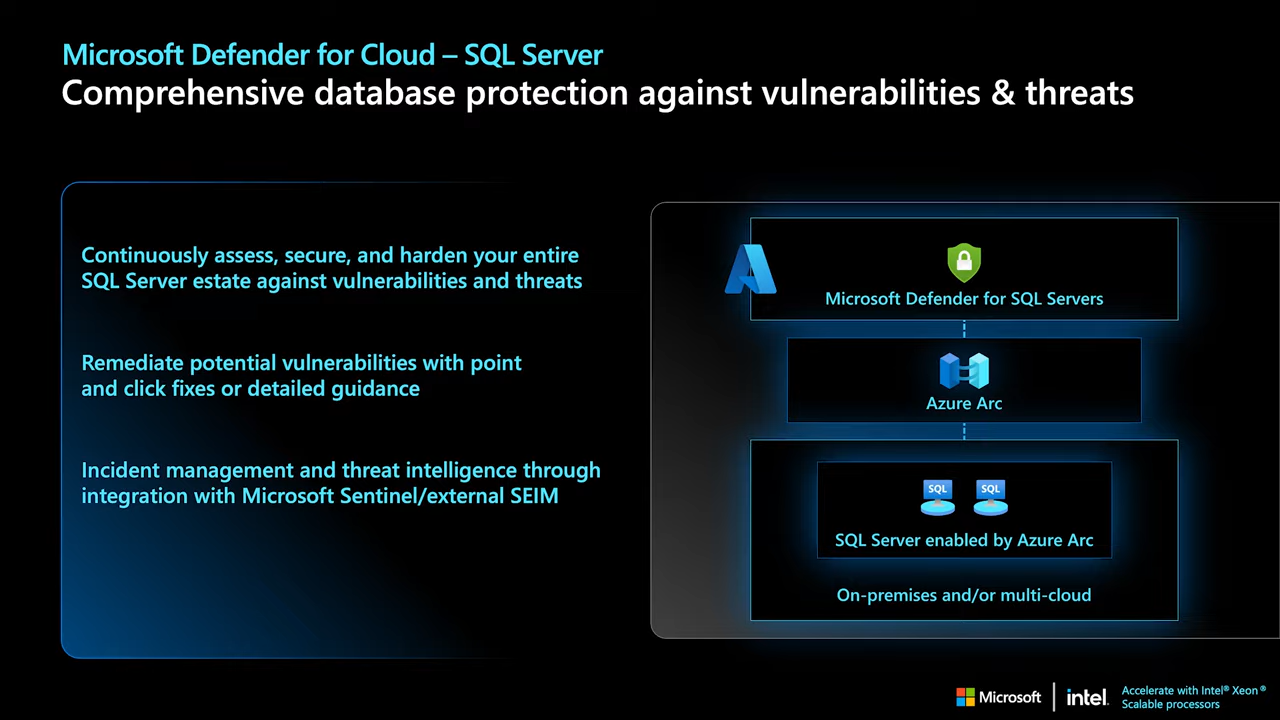 Microsoft Defender for Cloud – SQL Server
Comprehensive database protection against vulnerabilities & threats
Continuously assess, secure, and harden your entire
SQL Server estate against vulnerabilities and threats
Remediate potential vulnerabilities with point
and click fixes or detailed guidance
Incident management and threat intelligence through
integration with Microsoft Sentinel/external SEIM
Microsoft Defender for SQL Servers
Azure Arc
SQL SQL
SQL Server enabled by Azure Arc
On-premises and/or multi-cloud
Microsoft
intel.
Accelerate with Intel® Xeon®
Scalable processors